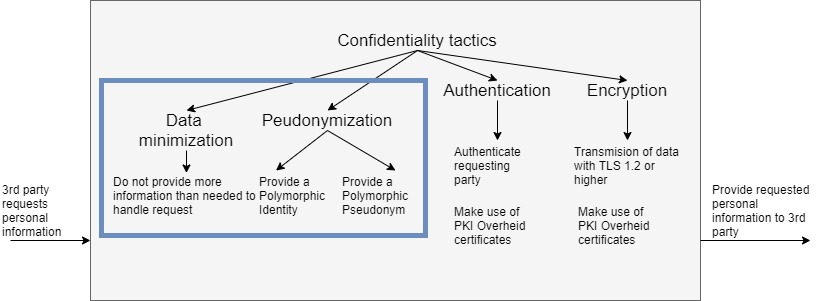 Confidentiality tactics
Data
minimization
Peudonymization
Authentication
Encryption
Do not provide more
information than needed to
handle request
Provide a
Polymorphic
Identity
Provide a
Polymorphic
Pseudonym
Authenticate
requesting
party
Make use of
PKI Overheid
certificates
Transmision of data
with TLS 1.2 or
higher
Make use of
PKI Overheid
certificates
3rd party
requests
personal
information
Provide requested
personal
information to 3rd
party